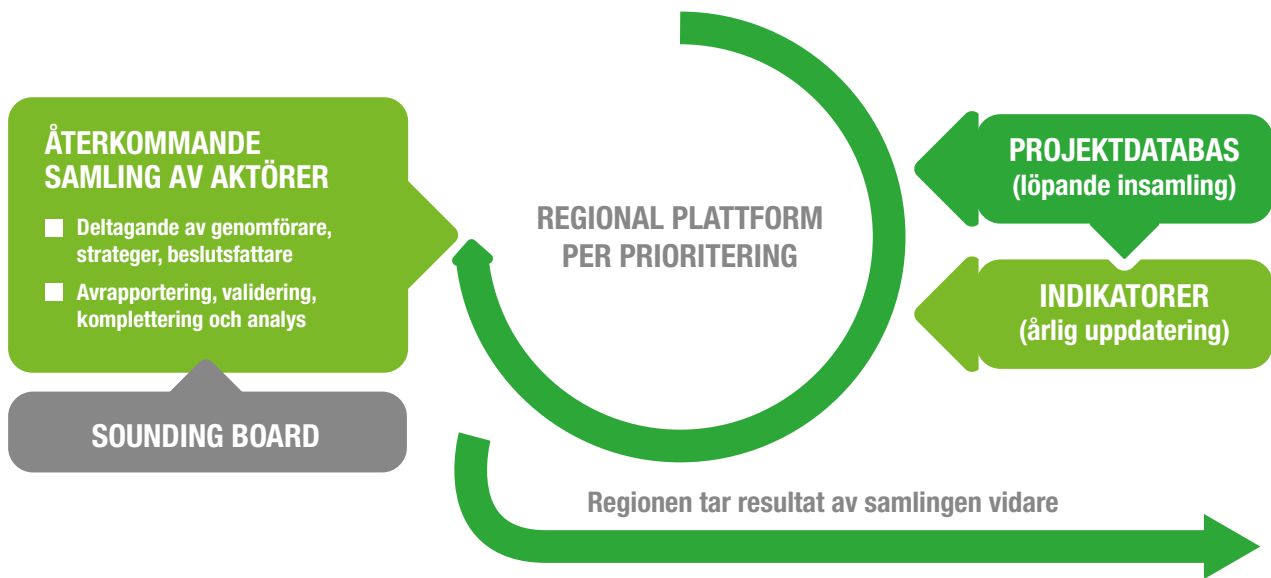 ÅTERKOMMANDE
SAMLING AV AKTÖRER
Deltagande av genomförare,
strateger, beslutsfattare
Avrapportering, validering,
komplettering och analys
SOUNDING BOARD
REGIONAL PLATTFORM
PER PRIORITERING
PROJEKTDATABAS
(löpande insamling)
INDIKATORER
(årlig uppdatering)
Regionen tar resultat av samlingen vidare